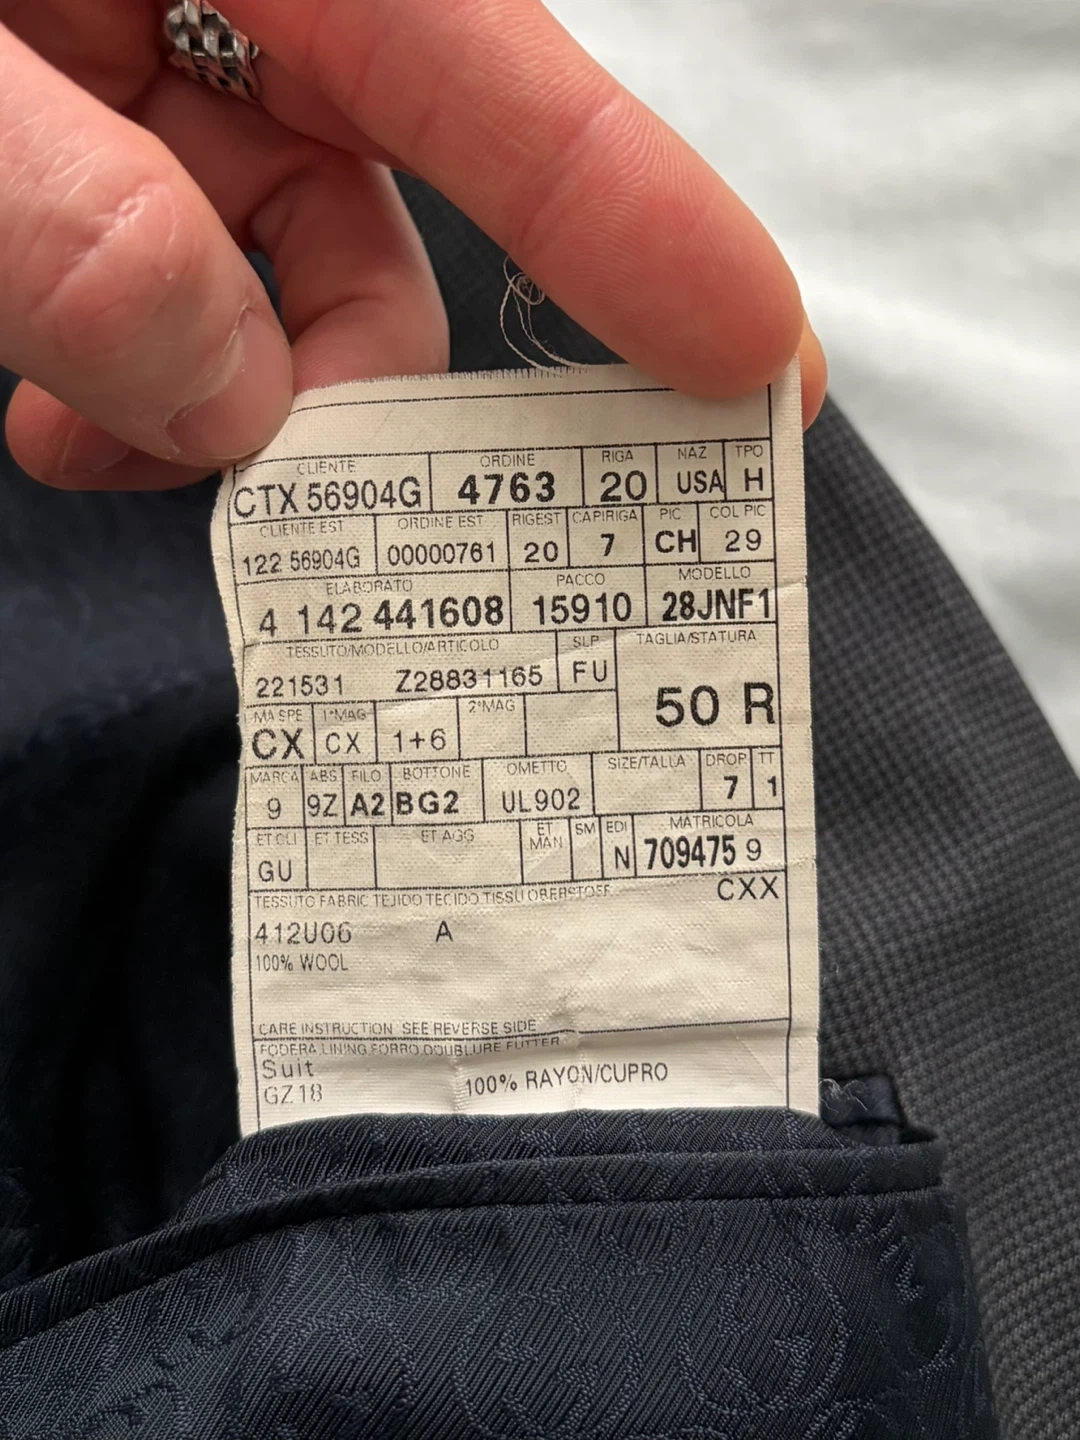 CLIENTE ORDINE RIGA NAZ TPO
CTX 56904G 4763 20 USA H
CLIENTE EST ORDINE EST RIGEST CAPIRIGA PIC COL PIC
122 56904G 00000761 20 7 CH 29
ELABORATO PACCO MODELLO
4 142 441608 15910 28JNF1
TESSUTO/MODELLO/ARTICOLO SLP TAGLIA/STATURA
221531 Z28831165 FU
50 R
MA SPE 1°MAG 2°MAG
CX CX 1+6
MARCA ABS FILO BOTTONE OMETTO SIZE/TALLA DROP TT
9 9Z A2 BG2 UL902 7 1
ET CLI ET TESS ET AGG ET MAN SM EDI MATRICOLA
GU N 709475 9
TESSUTO FABRIC TEJIDO TECIDO TISSU OBERSTOFF CXX
412U06 A
100% WOOL
CARE INSTRUCTION SEE REVERSE SIDE
FODERA LINING FORRO DOUBLURE FUTTER
Suit
GZ18 100% RAYON/CUPRO